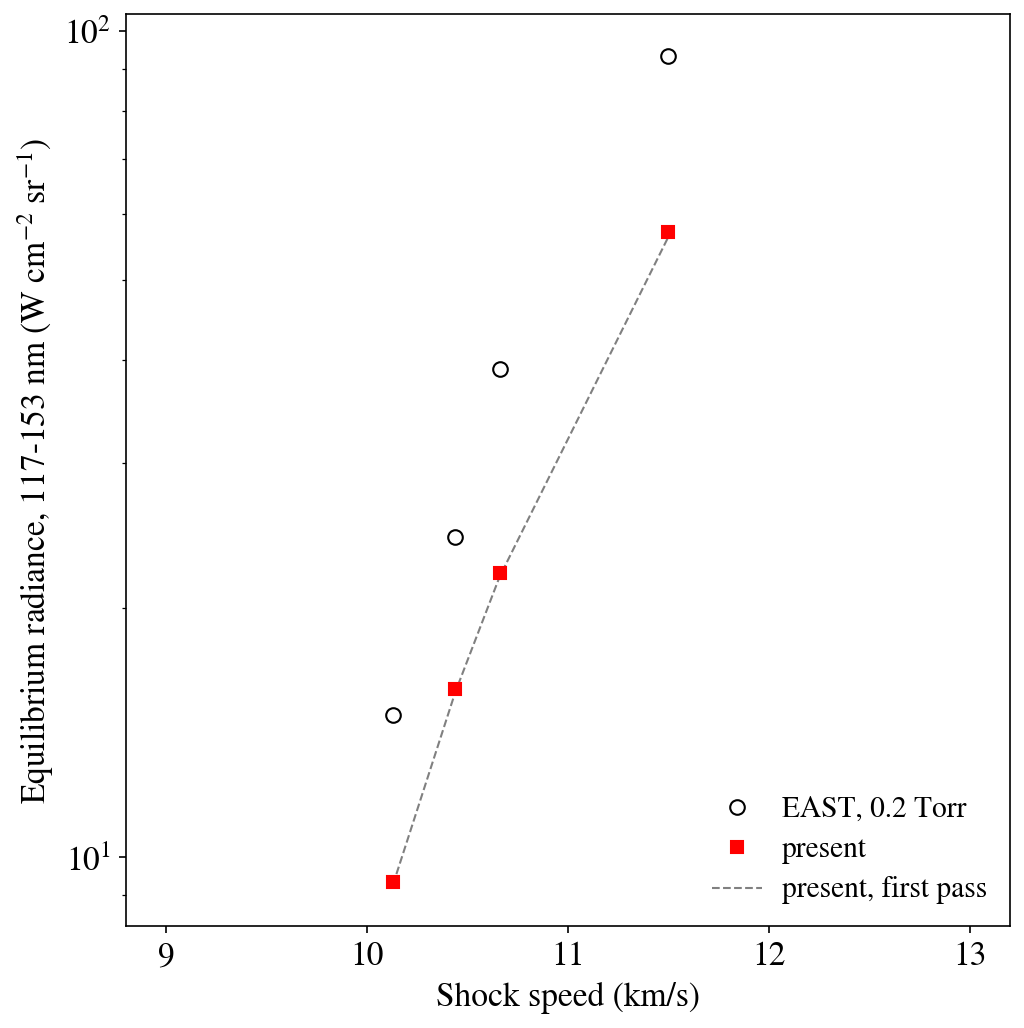 10²
10¹
Equilibrium radiance, 117-153 nm (W cm⁻² sr⁻¹)
EAST, 0.2 Torr
present
present, first pass
9 10 11 12 13
Shock speed (km/s)